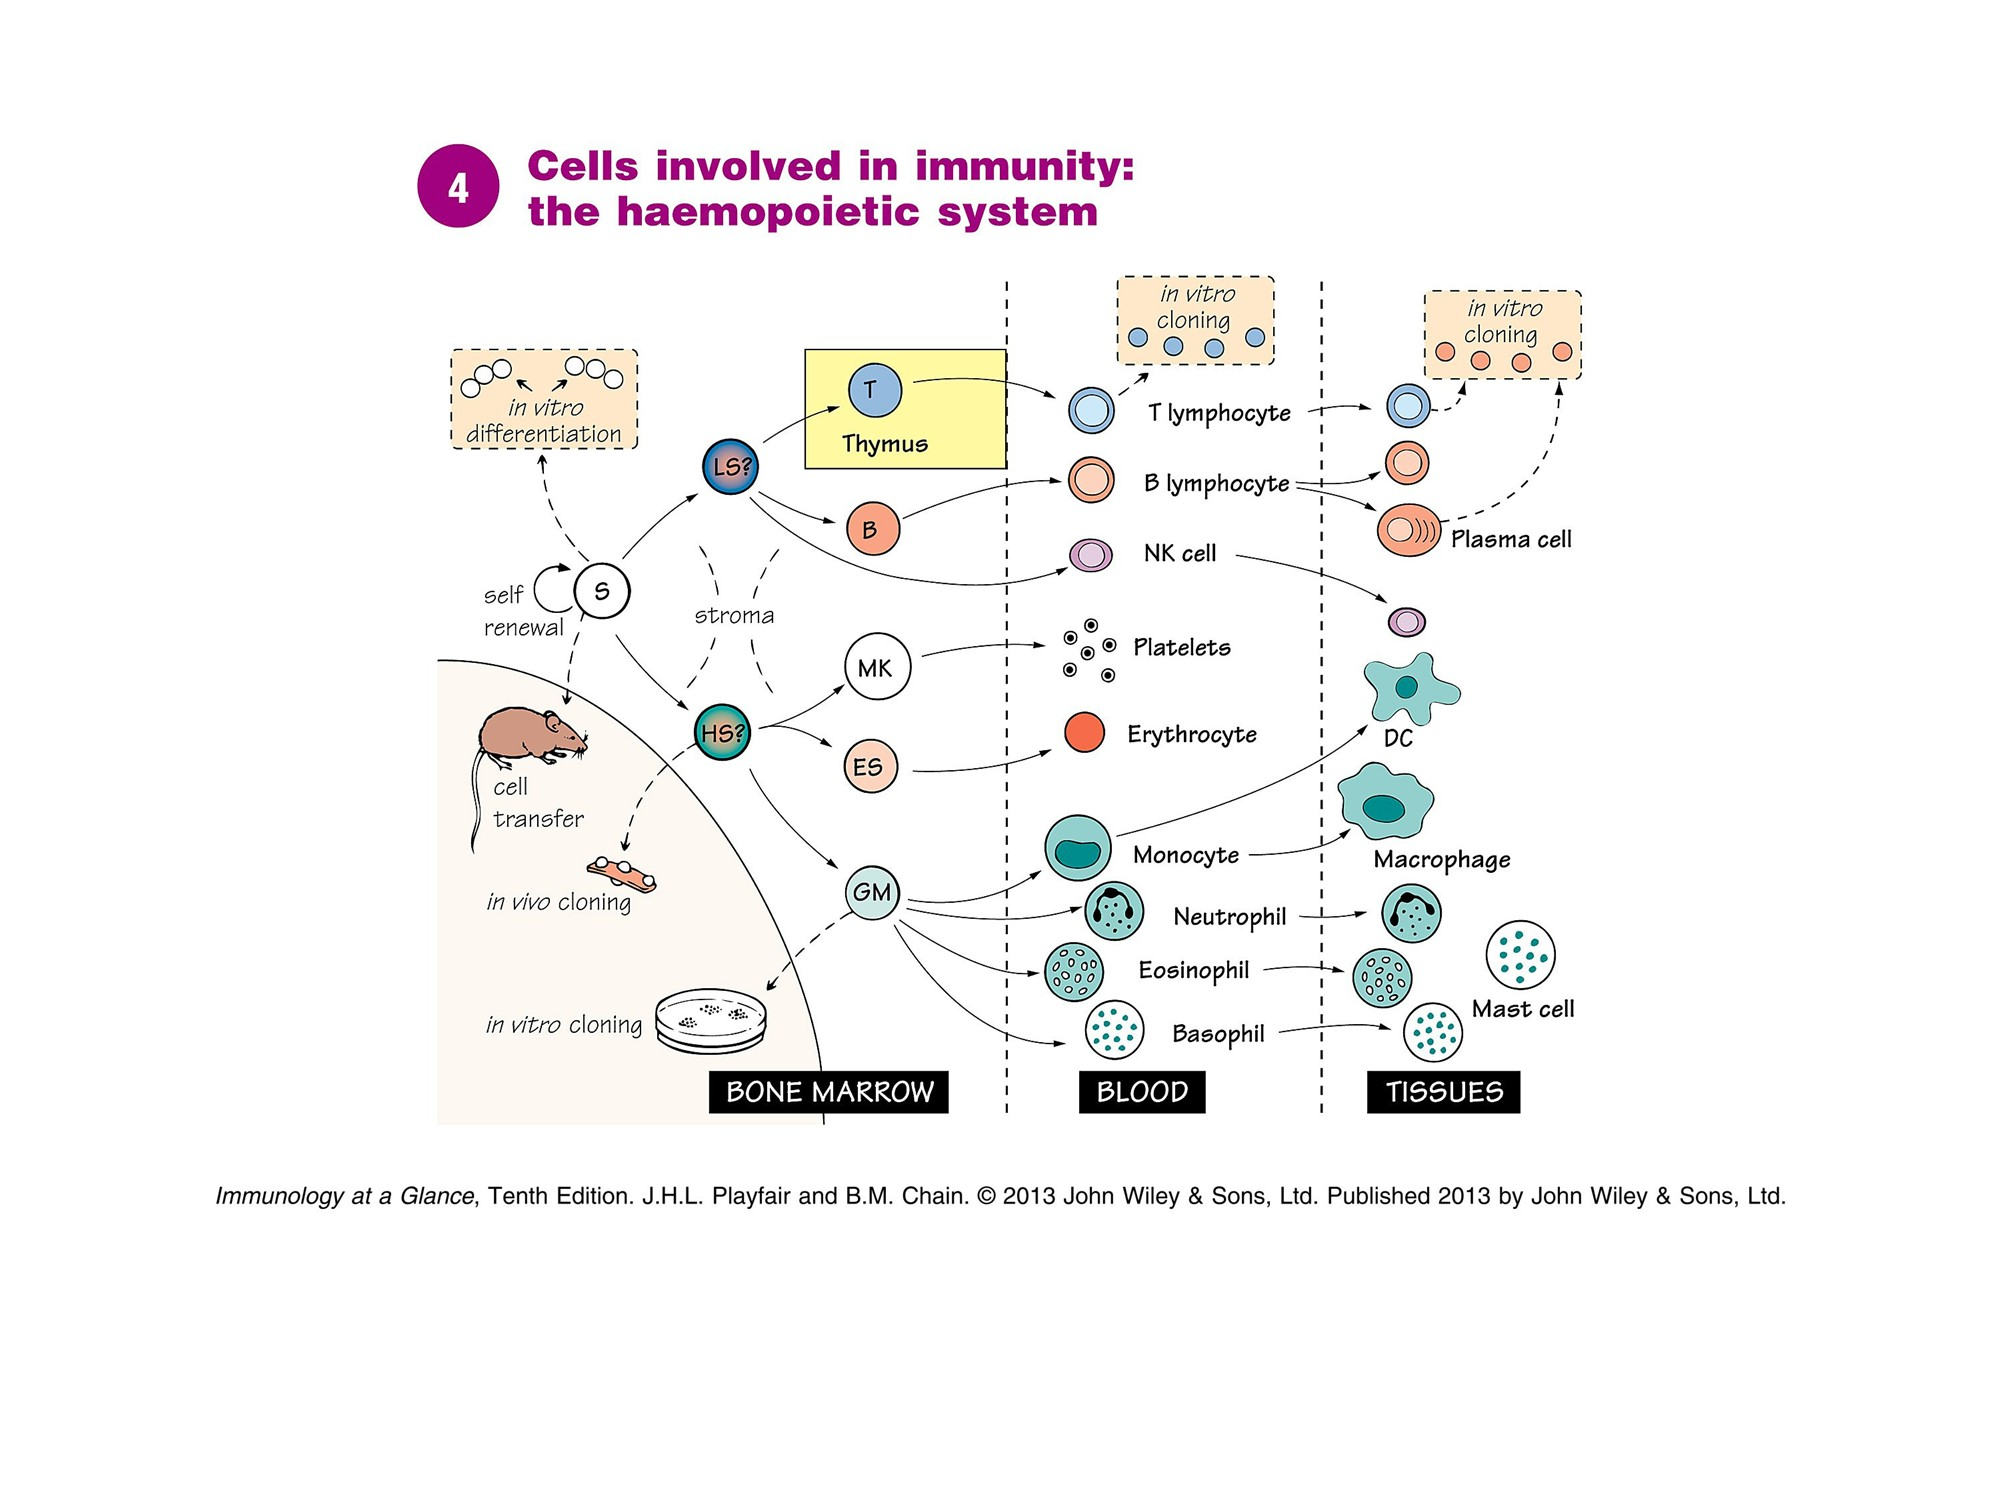 4
Cells involved in immunity:
the haemopoietic system
in vitro
cloning
in vitro
cloning
in vitro
differentiation
T
Thymus
T lymphocyte
LS?
B lymphocyte
B
Plasma cell
NK cell
S
self
renewal
stroma
MK
Platelets
HS?
Erythrocyte
DC
ES
cell
transfer
Monocyte
Macrophage
GM
in vivo cloning
Neutrophil
Eosinophil
Mast cell
in vitro cloning
Basophil
BONE MARROW
BLOOD
TISSUES
Immunology at a Glance, Tenth Edition. J.H.L. Playfair and B.M. Chain. © 2013 John Wiley & Sons, Ltd. Published 2013 by John Wiley & Sons, Ltd.